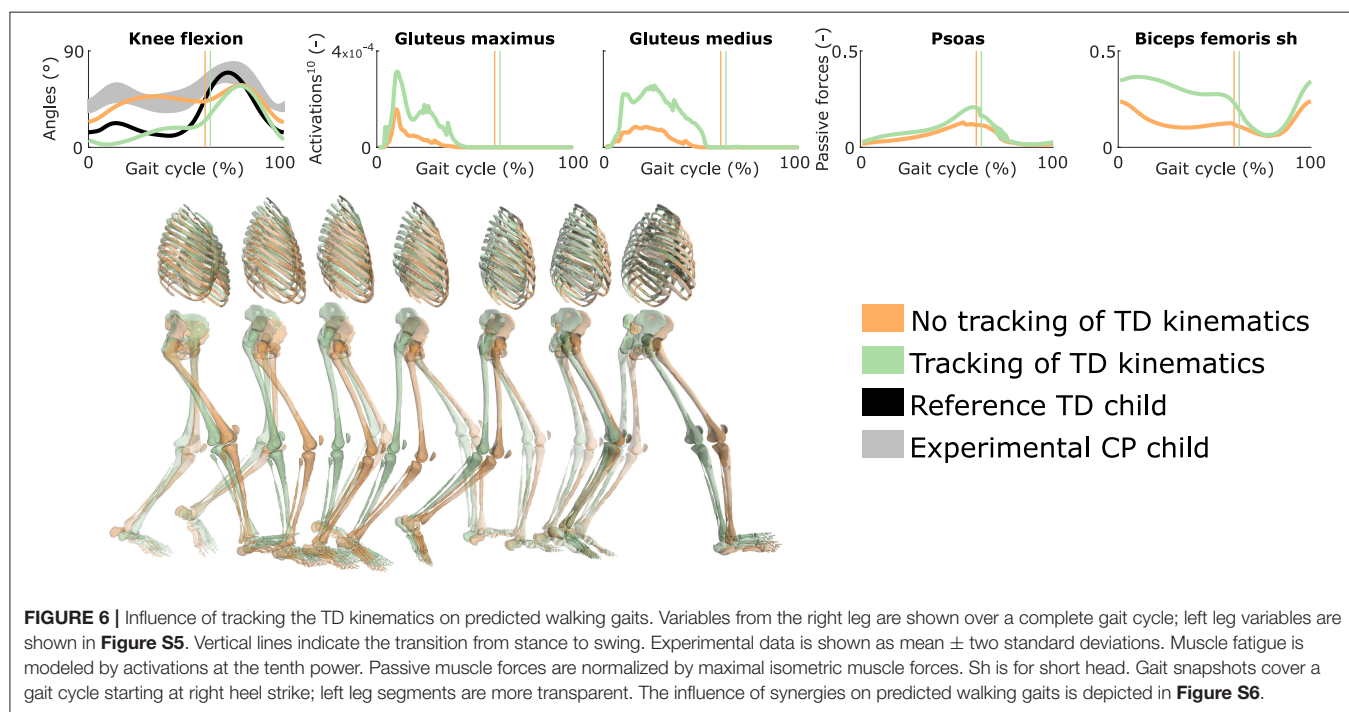 Knee flexion
Gluteus maximus
Gluteus medius
Psoas
Biceps femoris sh
90
Angles (°)
0
0
100
Gait cycle (%)
4x10⁻⁴
Activations¹⁰ (-)
0
0
100
Gait cycle (%)
0
100
Gait cycle (%)
0.5
Passive forces (-)
0
0
100
Gait cycle (%)
0.5
0
0
100
Gait cycle (%)
No tracking of TD kinematics
Tracking of TD kinematics
Reference TD child
Experimental CP child
FIGURE 6 | Influence of tracking the TD kinematics on predicted walking gaits. Variables from the right leg are shown over a complete gait cycle; left leg variables are
shown in Figure S5. Vertical lines indicate the transition from stance to swing. Experimental data is shown as mean ± two standard deviations. Muscle fatigue is
modeled by activations at the tenth power. Passive muscle forces are normalized by maximal isometric muscle forces. Sh is for short head. Gait snapshots cover a
gait cycle starting at right heel strike; left leg segments are more transparent. The influence of synergies on predicted walking gaits is depicted in Figure S6.